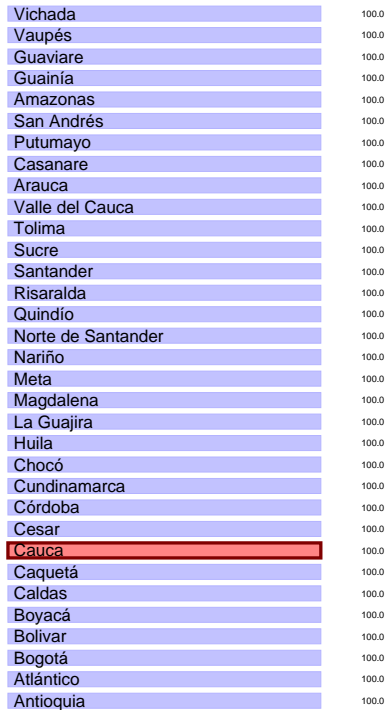 Vichada 100.0
Vaupés 100.0
Guaviare 100.0
Guainía 100.0
Amazonas 100.0
San Andrés 100.0
Putumayo 100.0
Casanare 100.0
Arauca 100.0
Valle del Cauca 100.0
Tolima 100.0
Sucre 100.0
Santander 100.0
Risaralda 100.0
Quindío 100.0
Norte de Santander 100.0
Nariño 100.0
Meta 100.0
Magdalena 100.0
La Guajira 100.0
Huila 100.0
Chocó 100.0
Cundinamarca 100.0
Córdoba 100.0
Cesar 100.0
Cauca 100.0
Caquetá 100.0
Caldas 100.0
Boyacá 100.0
Bolivar 100.0
Bogotá 100.0
Atlántico 100.0
Antioquia 100.0